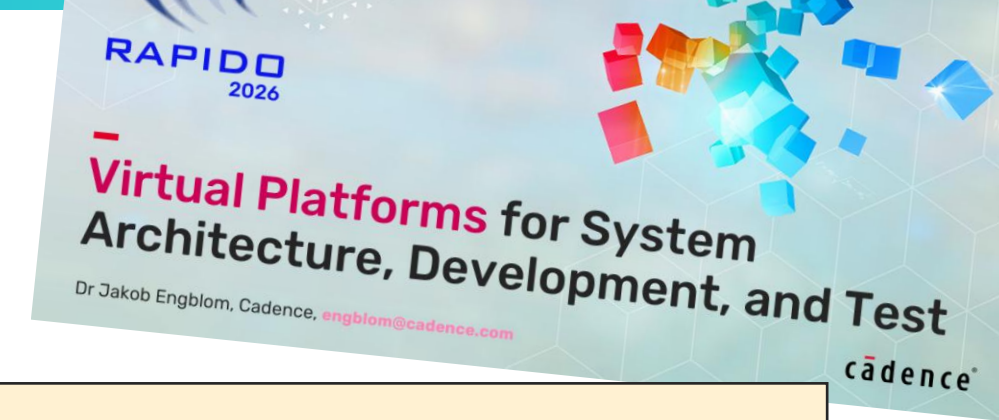 RAPIDO
2026
Virtual Platforms for System
Architecture, Development, and Test
Dr Jakob Engblom, Cadence, engblom@cadence.com
cādence®